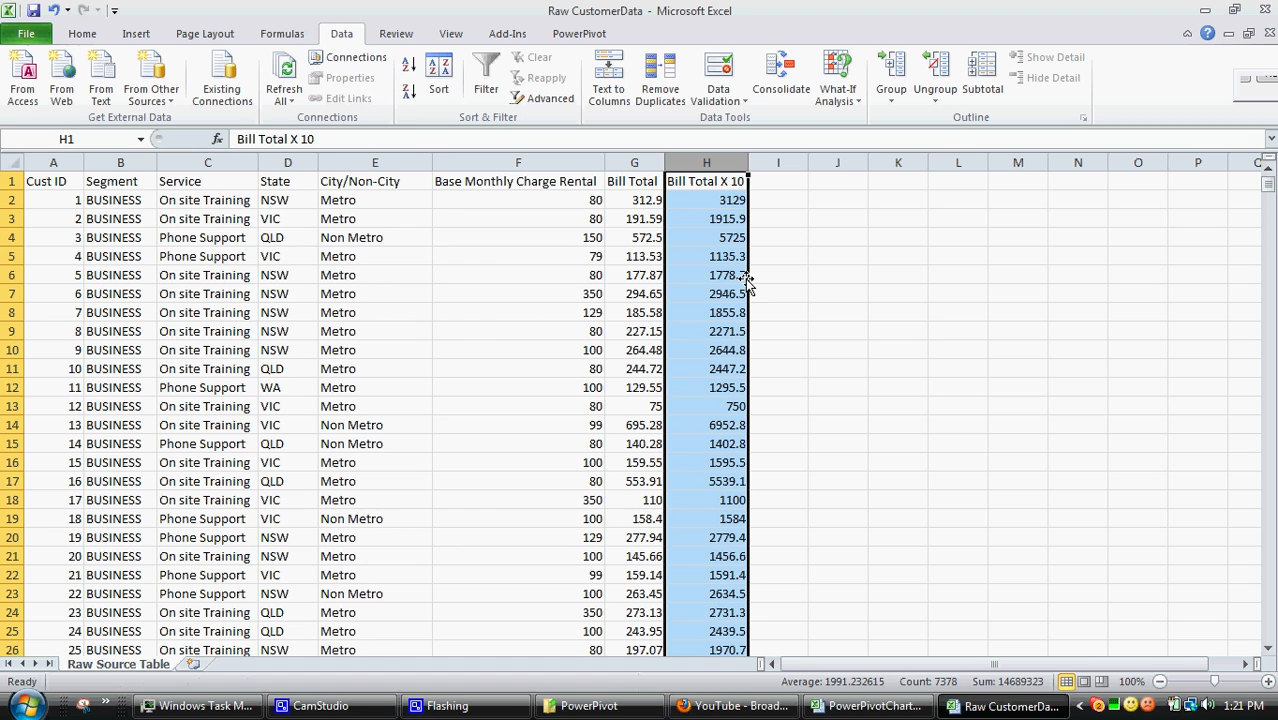 Raw CustomerData - Microsoft Excel
File Home Insert Page Layout Formulas Data Review View Add-Ins PowerPivot
From Access From Web From Text From Other Sources Existing Connections Refresh All Connections Properties Edit Links Sort Filter Clear Reapply Advanced Text to Columns Remove Duplicates Data Validation Consolidate What-If Analysis Group Ungroup Subtotal Show Detail Hide Detail
Get External Data Connections Sort & Filter Data Tools Outline
H1 fx Bill Total X 10
A B C D E F G H I J K L M N O P
1 Cust ID Segment Service State City/Non-City Base Monthly Charge Rental Bill Total Bill Total X 10
2 1 BUSINESS On site Training NSW Metro 80 312.9 3129
3 2 BUSINESS On site Training VIC Metro 80 191.59 1915.9
4 3 BUSINESS Phone Support QLD Non Metro 150 572.5 5725
5 4 BUSINESS Phone Support VIC Metro 79 113.53 1135.3
6 5 BUSINESS On site Training NSW Metro 80 177.87 1778.7
7 6 BUSINESS On site Training NSW Metro 350 294.65 2946.5
8 7 BUSINESS On site Training NSW Metro 129 185.58 1855.8
9 8 BUSINESS On site Training NSW Metro 80 227.15 2271.5
10 9 BUSINESS On site Training NSW Metro 100 264.48 2644.8
11 10 BUSINESS On site Training QLD Metro 80 244.72 2447.2
12 11 BUSINESS Phone Support WA Metro 100 129.55 1295.5
13 12 BUSINESS On site Training VIC Metro 80 75 750
14 13 BUSINESS On site Training VIC Non Metro 99 695.28 6952.8
15 14 BUSINESS Phone Support QLD Non Metro 80 140.28 1402.8
16 15 BUSINESS On site Training VIC Metro 100 159.55 1595.5
17 16 BUSINESS On site Training QLD Metro 80 553.91 5539.1
18 17 BUSINESS On site Training VIC Metro 350 110 1100
19 18 BUSINESS Phone Support VIC Non Metro 100 158.4 1584
20 19 BUSINESS Phone Support NSW Metro 129 277.94 2779.4
21 20 BUSINESS On site Training NSW Metro 100 145.66 1456.6
22 21 BUSINESS Phone Support VIC Metro 99 159.14 1591.4
23 22 BUSINESS Phone Support NSW Non Metro 100 263.45 2634.5
24 23 BUSINESS On site Training QLD Metro 350 273.13 2731.3
25 24 BUSINESS On site Training QLD Metro 100 243.95 2439.5
26 25 BUSINESS On site Training NSW Metro 80 197.07 1970.7
Raw Source Table
Ready Average: 1991.232615 Count: 7378 Sum: 14689323 100%
Windows Task M... CamStudio Flashing PowerPivot YouTube - Broad... PowerPivotChart... Raw CustomerDa... 1:21 PM